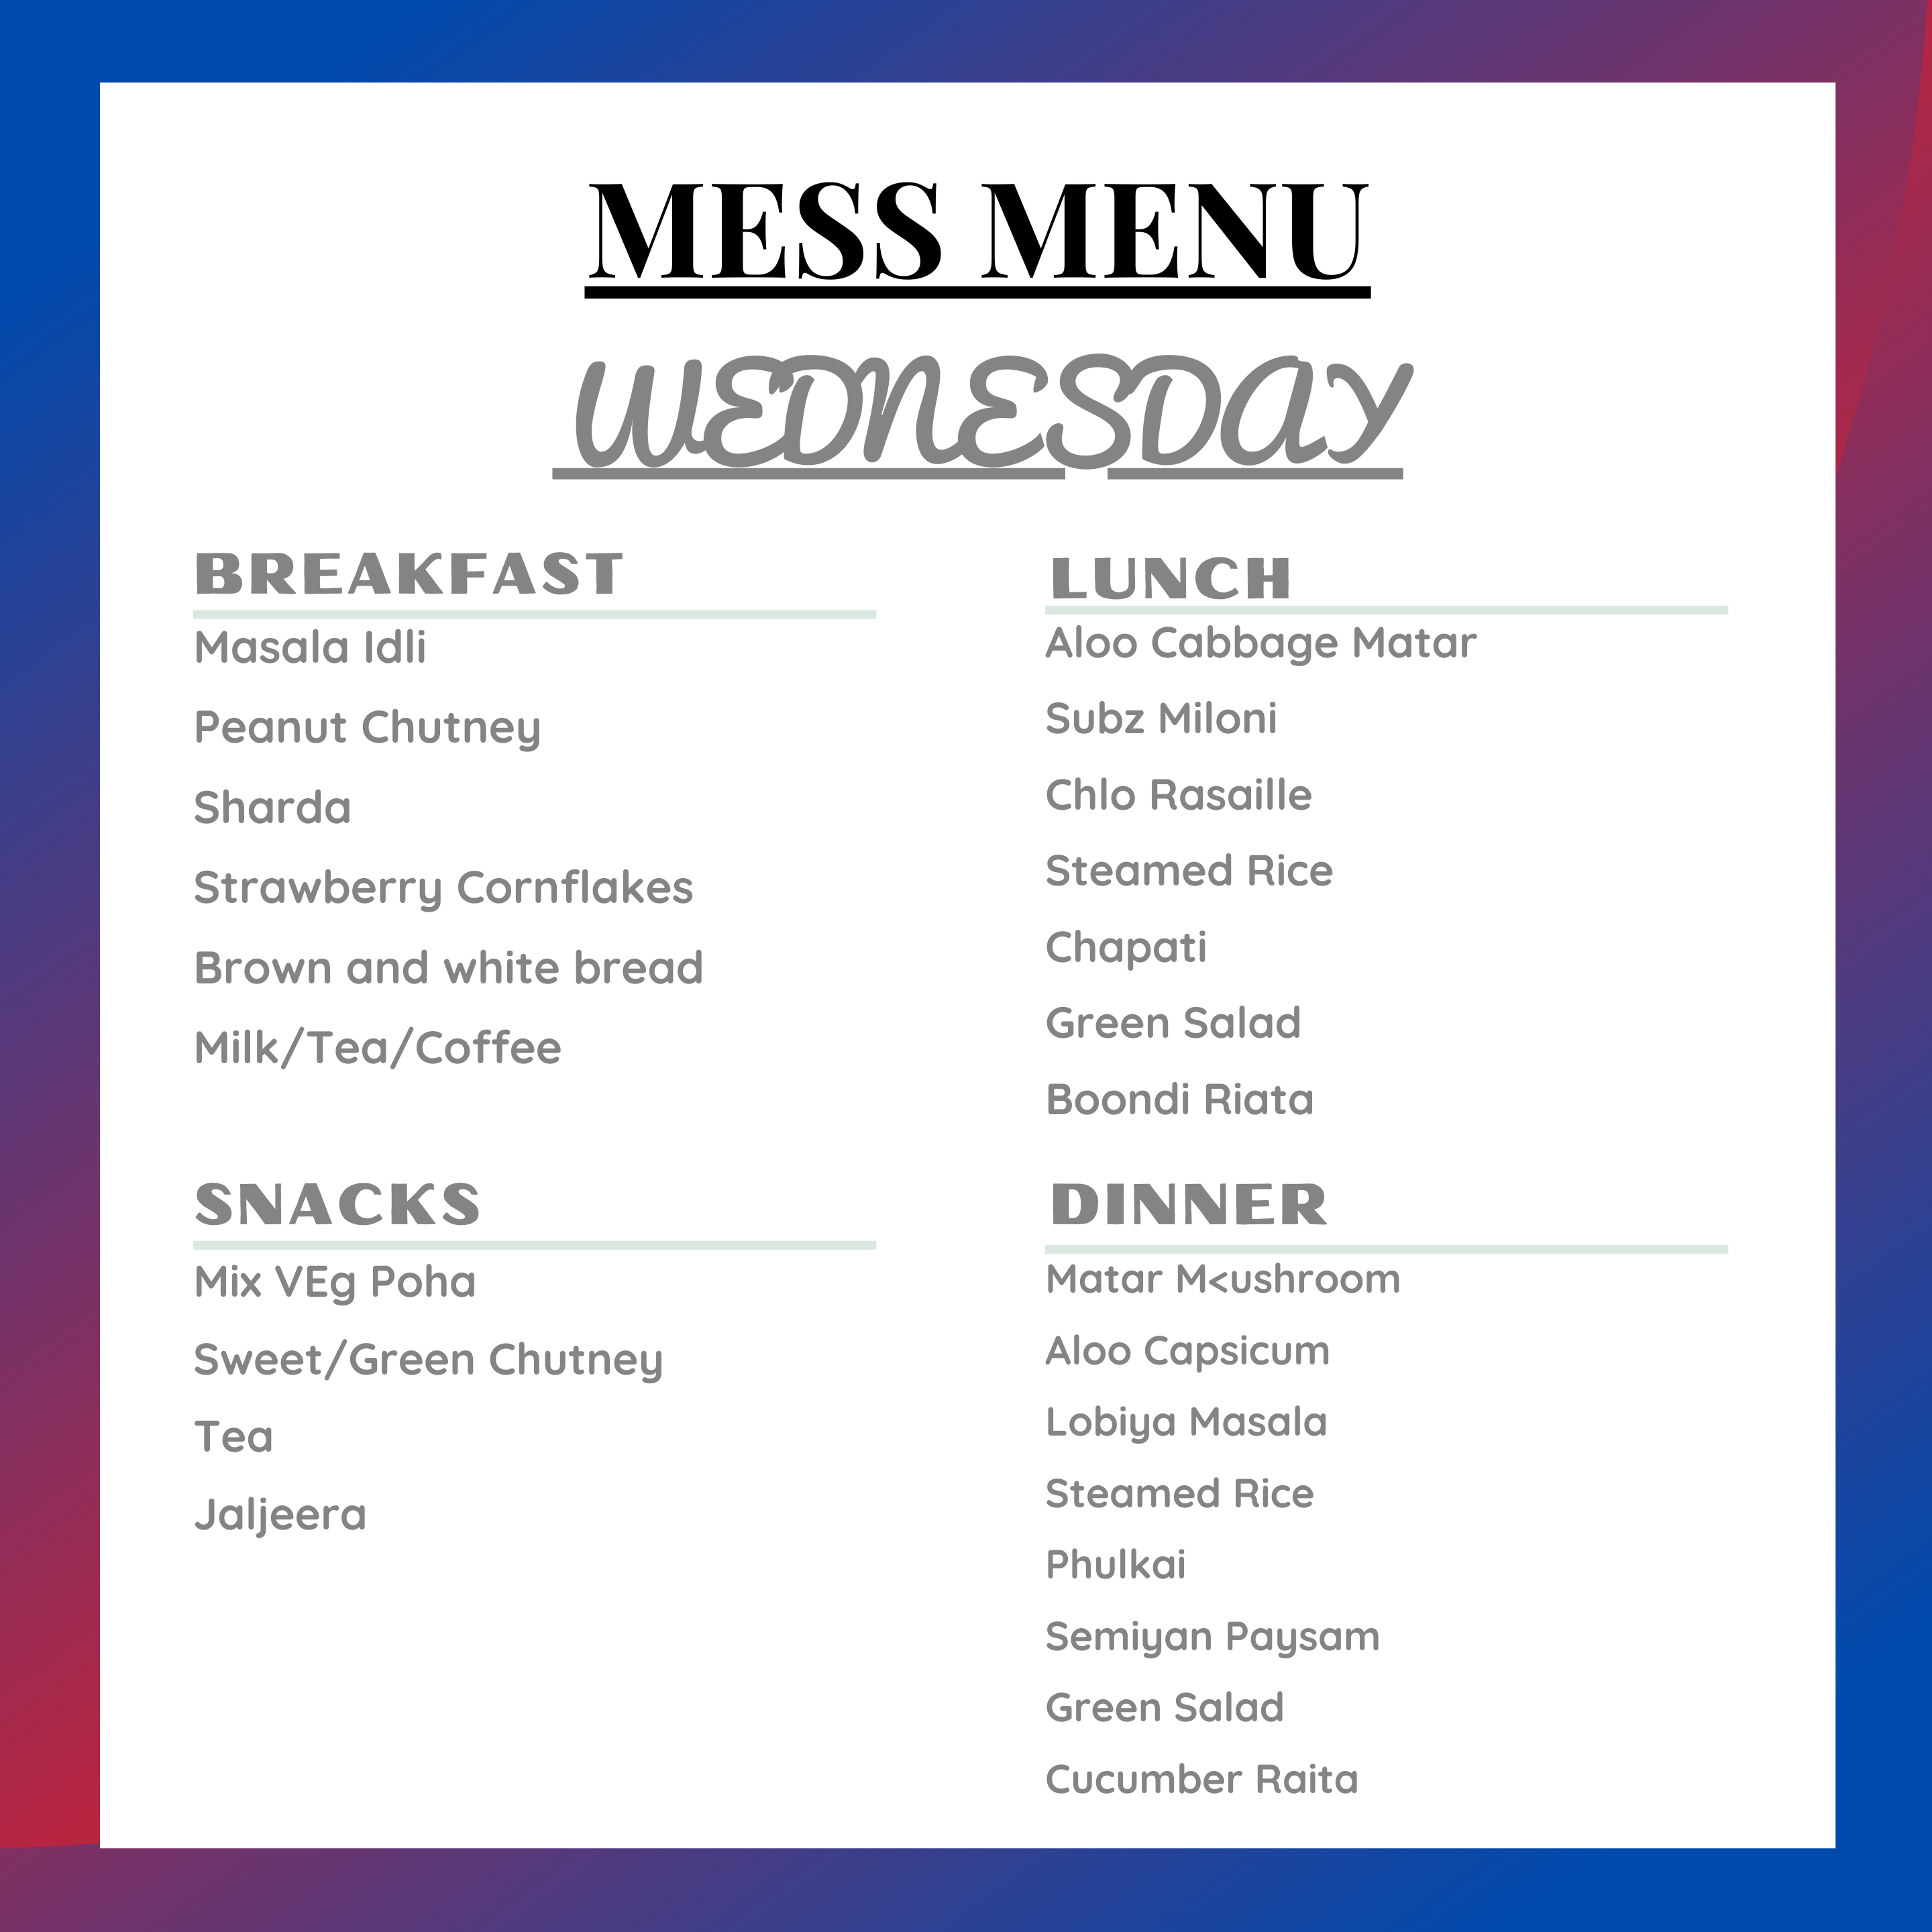 MESS MENU
WEDNESDAY
BREAKFAST
Masala Idli
Peanut Chutney
Sharda
Strawberry Cornflakes
Brown and white bread
Milk/Tea/Coffee
LUNCH
Aloo Cabbage Matar
Subz Miloni
Chlo Rasaille
Steamed Rice
Chapati
Green Salad
Boondi Riata
SNACKS
Mix VEg Poha
Sweet/Green Chutney
Tea
Jaljeera
DINNER
Matar M<ushroom
Aloo Capsicum
Lobiya Masala
Steamed Rice
Phulkai
Semiyan Paysam
Green Salad
Cucumber Raita